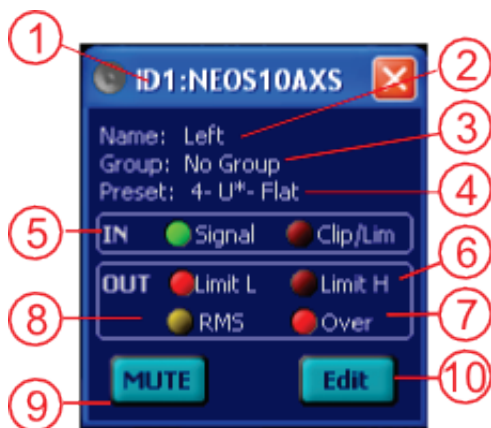 1
ID1:NEOS10AXS
2
Name: Left
3
Group: No Group
Preset: 4- U*- Flat
4
5
IN Signal Clip/Lim
6
OUT Limit L Limit H
7
8
RMS Over
MUTE Edit
9
10